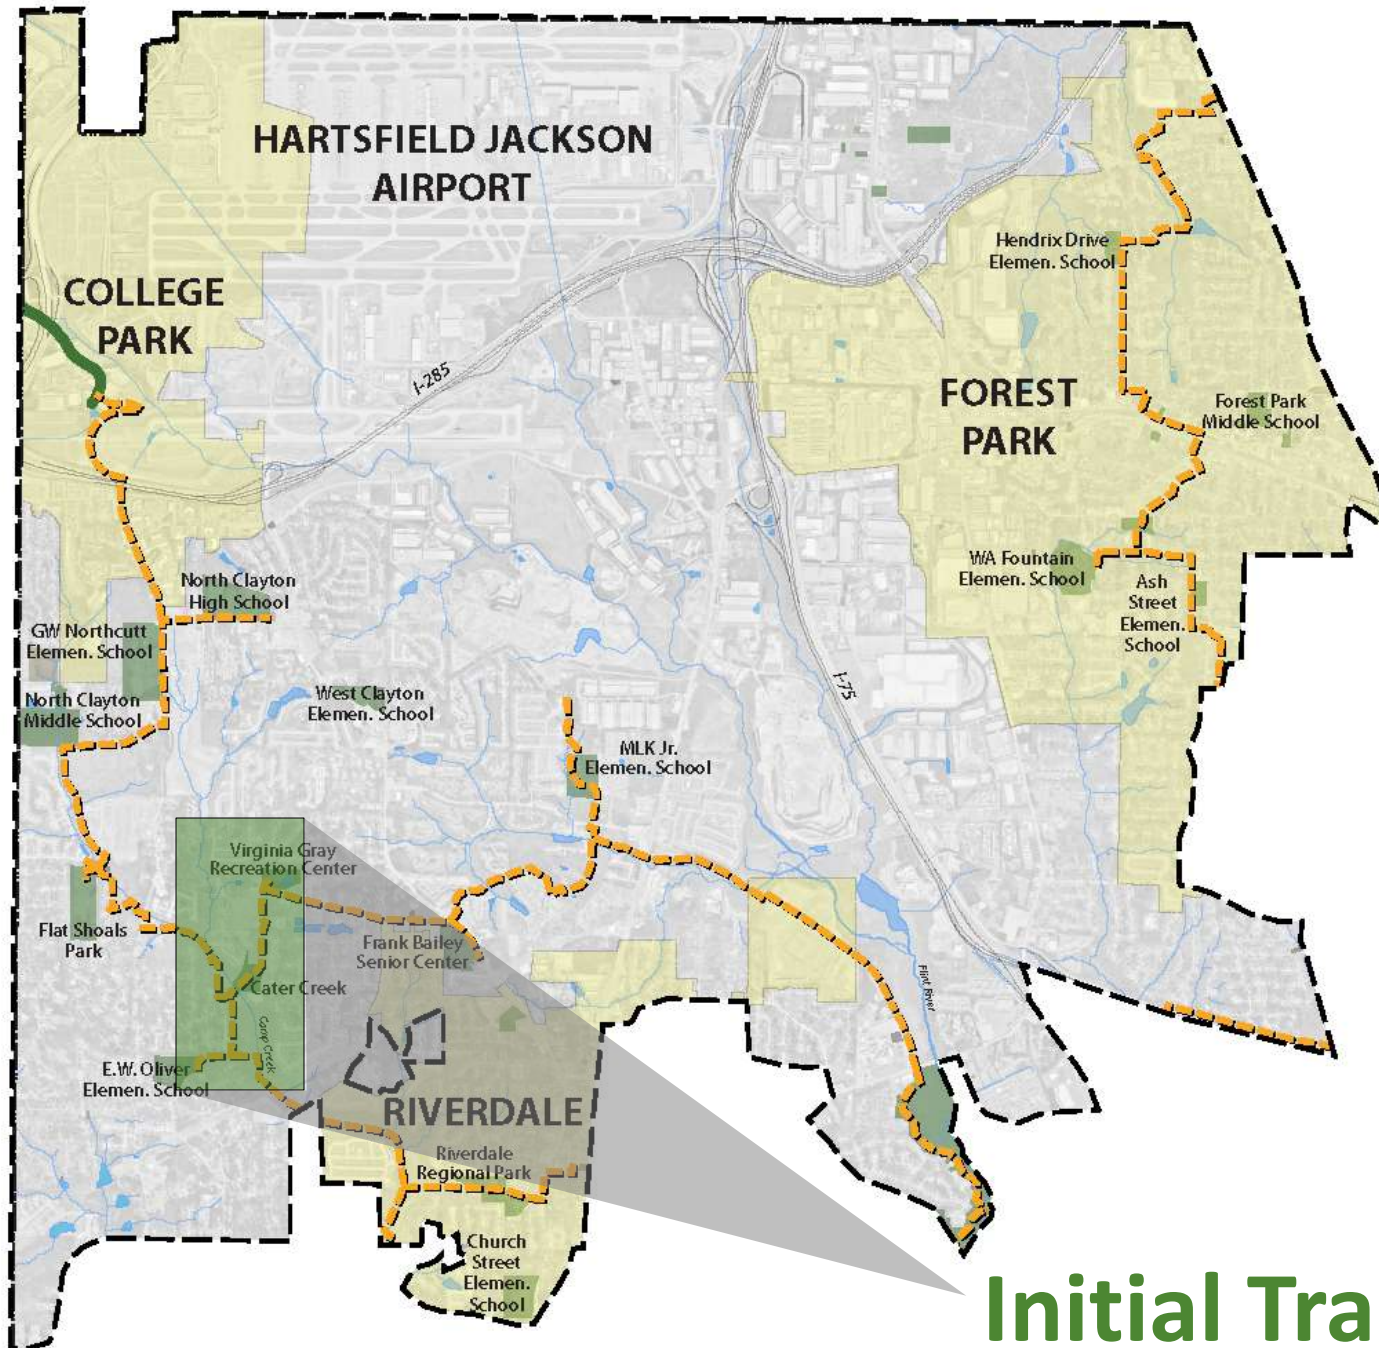 HARTSFIELD JACKSON
AIRPORT
COLLEGE
PARK
I-285
Hendrix Drive
Elemen. School
FOREST
PARK
Forest Park
Middle School
WA Fountain
Elemen. School
Ash
Street
Elemen.
School
North Clayton
High School
GW Northcutt
Elemen. School
North Clayton
Middle School
West Clayton
Elemen. School
I-75
MLK Jr.
Elemen. School
Virginia Gray
Recreation Center
Flat Shoals
Park
Frank Bailey
Senior Center
Cater Creek
Camp Creek
Flint River
E.W. Oliver
Elemen. School
RIVERDALE
Riverdale
Regional Park
Church
Street
Elemen.
School
Initial Tra